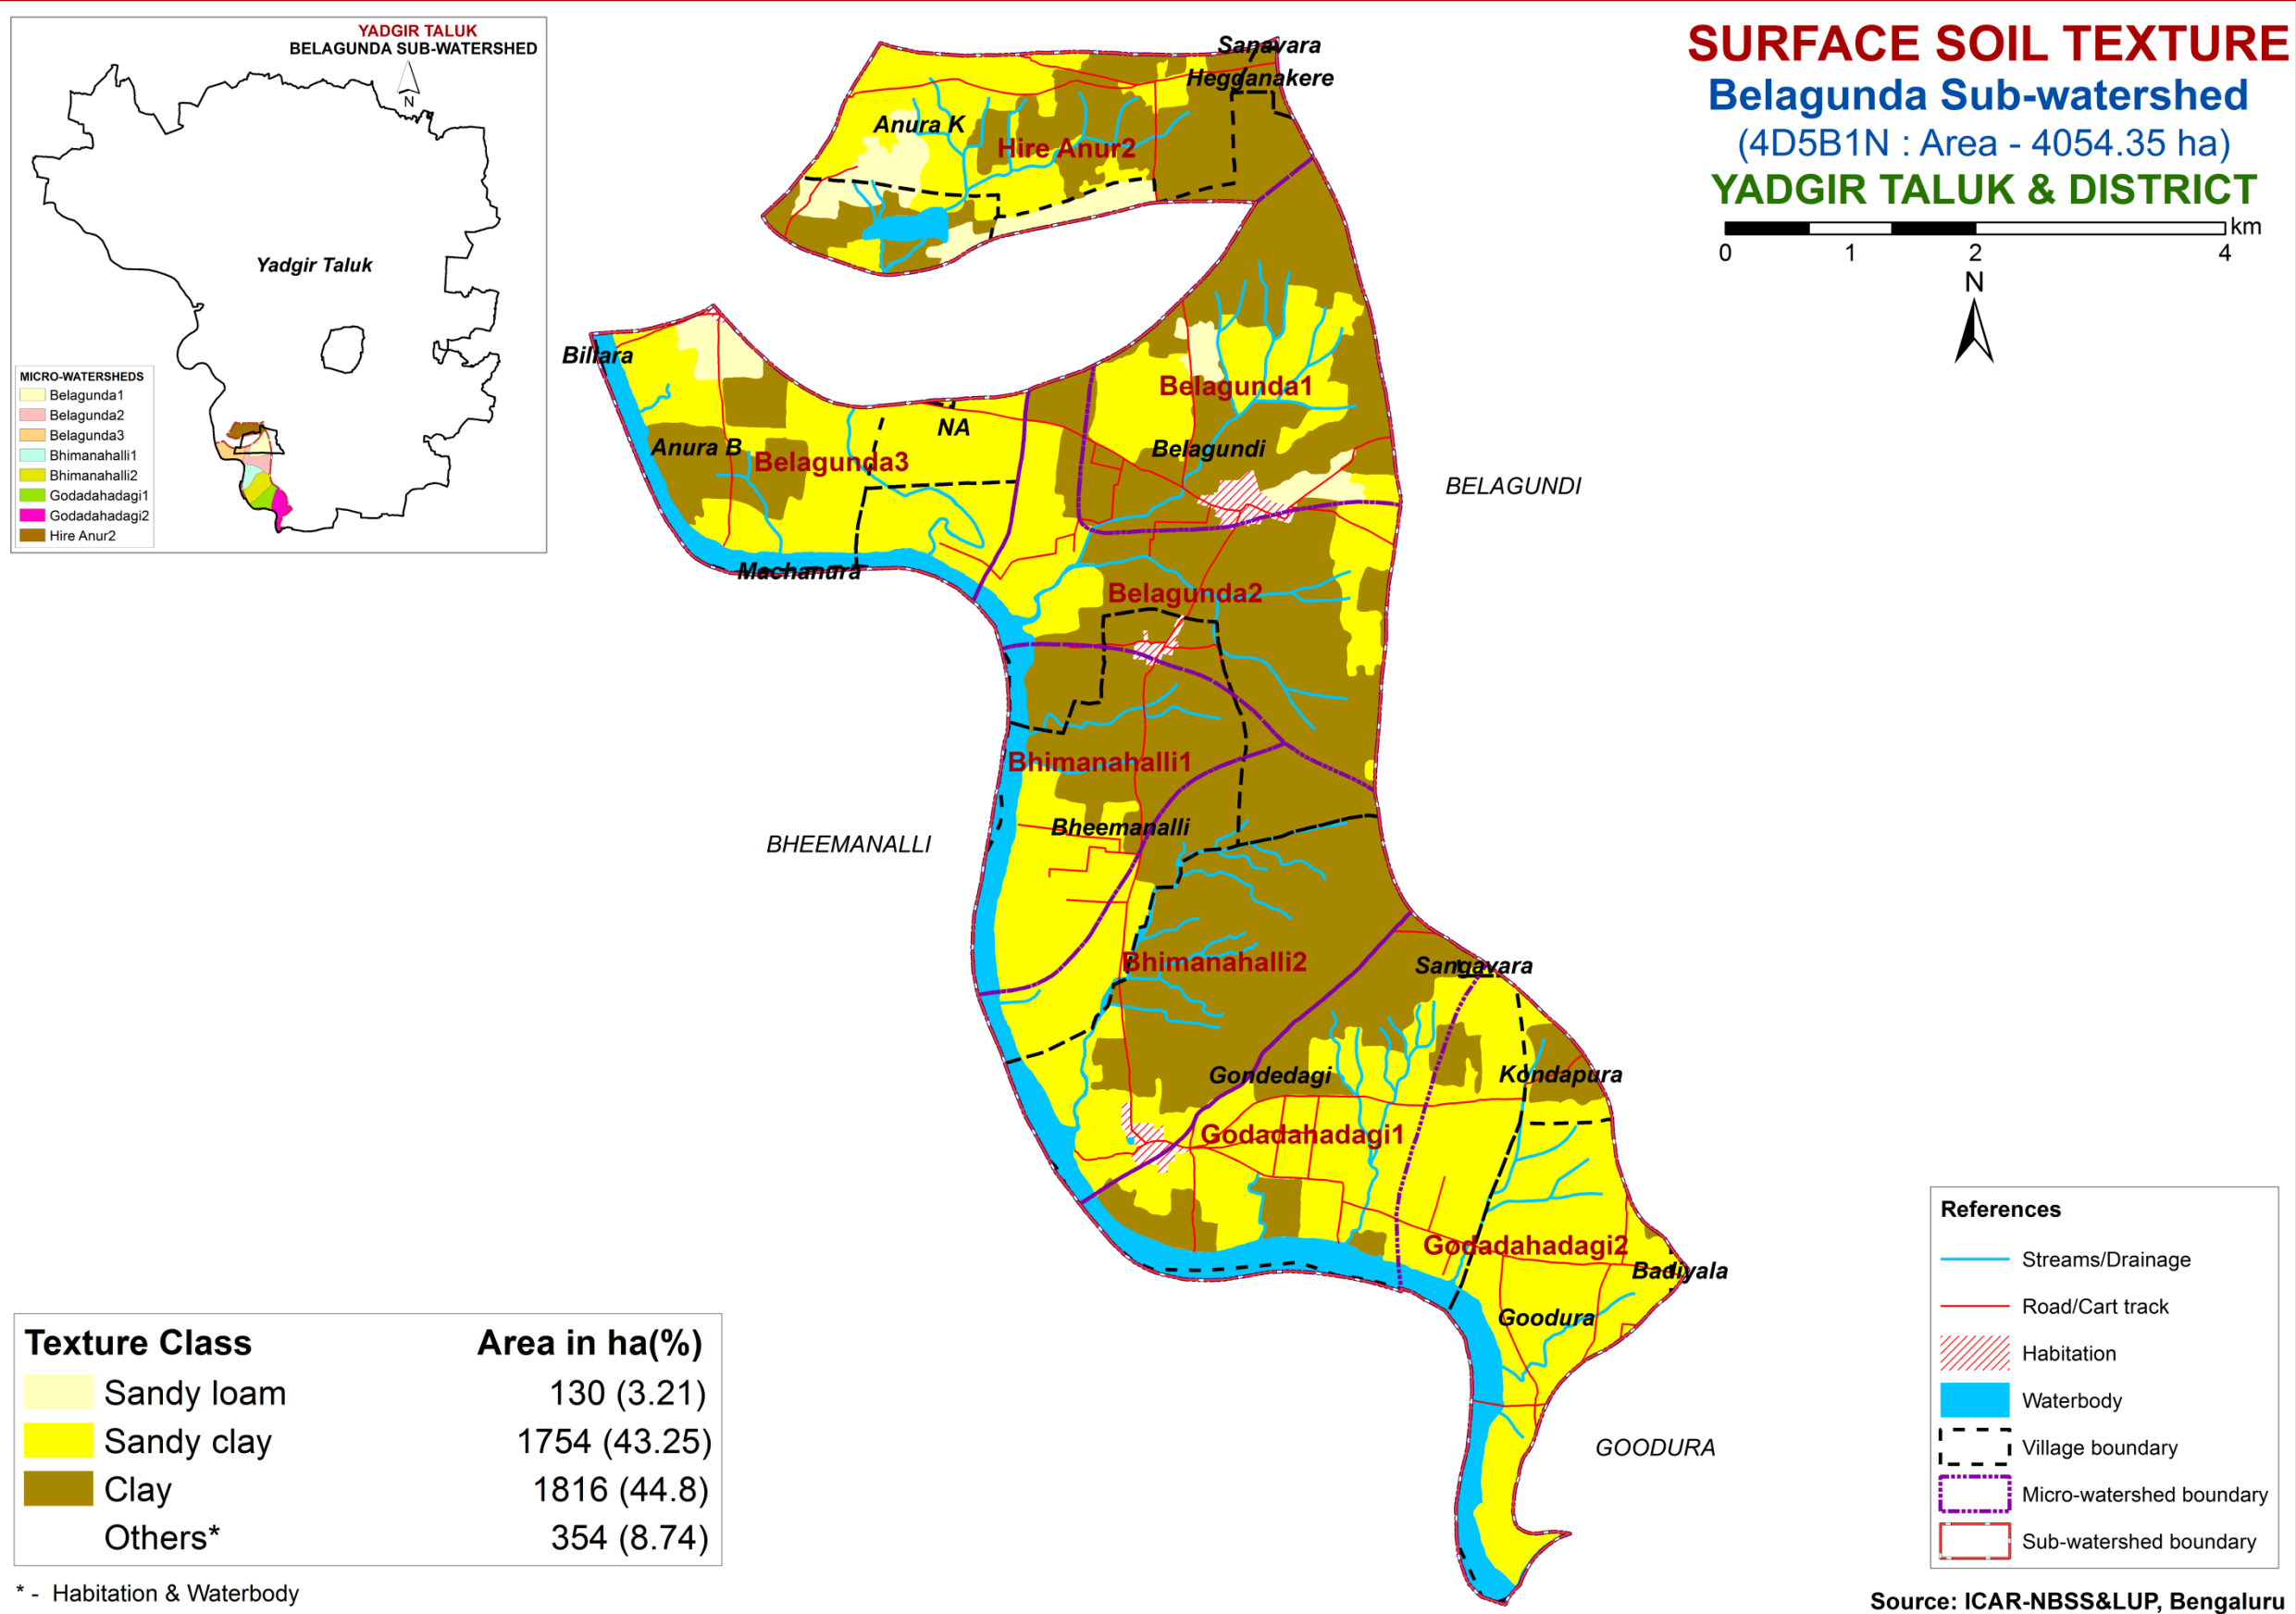 YADGIR TALUK
BELAGUNDA SUB-WATERSHED
N
Yadgir Taluk
MICRO-WATERSHEDS
Belagunda1
Belagunda2
Belagunda3
Bhimanahalli1
Bhimanahalli2
Godadahadagi1
Godadahadagi2
Hire Anur2
SURFACE SOIL TEXTURE
Belagunda Sub-watershed
(4D5B1N : Area - 4054.35 ha)
YADGIR TALUK & DISTRICT
km
0 1 2 4
N
Sanavara
Hegganakere
Anura K
Hire Anur2
Billara
Belagunda1
NA
Anura B
Belagundi
Belagunda3
BELAGUNDI
Machanura
Belagunda2
Bhimanahalli1
Bheemanalli
BHEEMANALLI
Bhimanahalli2
Sangavara
Gondedagi
Kondapura
Godadahadagi1
Godadahadagi2
Badiyala
Goodura
GOODURA
Texture Class Area in ha(%)
Sandy loam 130 (3.21)
Sandy clay 1754 (43.25)
Clay 1816 (44.8)
Others* 354 (8.74)
* - Habitation & Waterbody
References
Streams/Drainage
Road/Cart track
Habitation
Waterbody
Village boundary
Micro-watershed boundary
Sub-watershed boundary
Source: ICAR-NBSS&LUP, Bengaluru